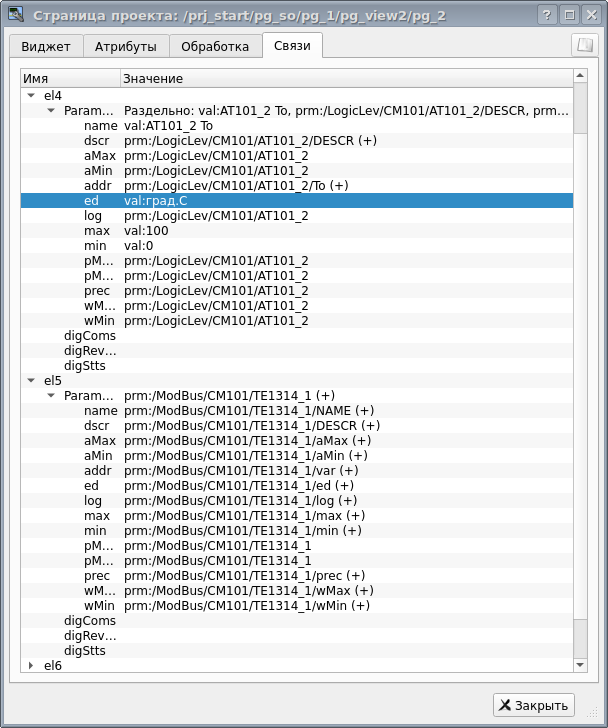 Страница проекта: /prj_start/pg_so/pg_1/pg_view2/pg_2
Виджет Атрибуты Обработка Связи
Имя Значение
el4
Param... Раздельно: val:AT101_2 To, prm:/LogicLev/CM101/AT101_2/DESCR, prm...
name val:AT101_2 To
dscr prm:/LogicLev/CM101/AT101_2/DESCR (+)
aMax prm:/LogicLev/CM101/AT101_2
aMin prm:/LogicLev/CM101/AT101_2
addr prm:/LogicLev/CM101/AT101_2/To (+)
ed val:град.С
log prm:/LogicLev/CM101/AT101_2
max val:100
min val:0
pM... prm:/LogicLev/CM101/AT101_2
pM... prm:/LogicLev/CM101/AT101_2
prec prm:/LogicLev/CM101/AT101_2
wM... prm:/LogicLev/CM101/AT101_2
wMin prm:/LogicLev/CM101/AT101_2
digComs
digRev...
digStts
el5
Param... prm:/ModBus/CM101/TE1314_1 (+)
name prm:/ModBus/CM101/TE1314_1/NAME (+)
dscr prm:/ModBus/CM101/TE1314_1/DESCR (+)
aMax prm:/ModBus/CM101/TE1314_1/aMax (+)
aMin prm:/ModBus/CM101/TE1314_1/aMin (+)
addr prm:/ModBus/CM101/TE1314_1/var (+)
ed prm:/ModBus/CM101/TE1314_1/ed (+)
log prm:/ModBus/CM101/TE1314_1/log (+)
max prm:/ModBus/CM101/TE1314_1/max (+)
min prm:/ModBus/CM101/TE1314_1/min (+)
pM... prm:/ModBus/CM101/TE1314_1
pM... prm:/ModBus/CM101/TE1314_1
prec prm:/ModBus/CM101/TE1314_1/prec (+)
wM... prm:/ModBus/CM101/TE1314_1/wMax (+)
wMin prm:/ModBus/CM101/TE1314_1/wMin (+)
digComs
digRev...
digStts
el6
Закрыть